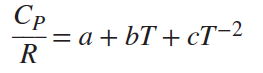 C_P/R = a + bT + cT⁻²